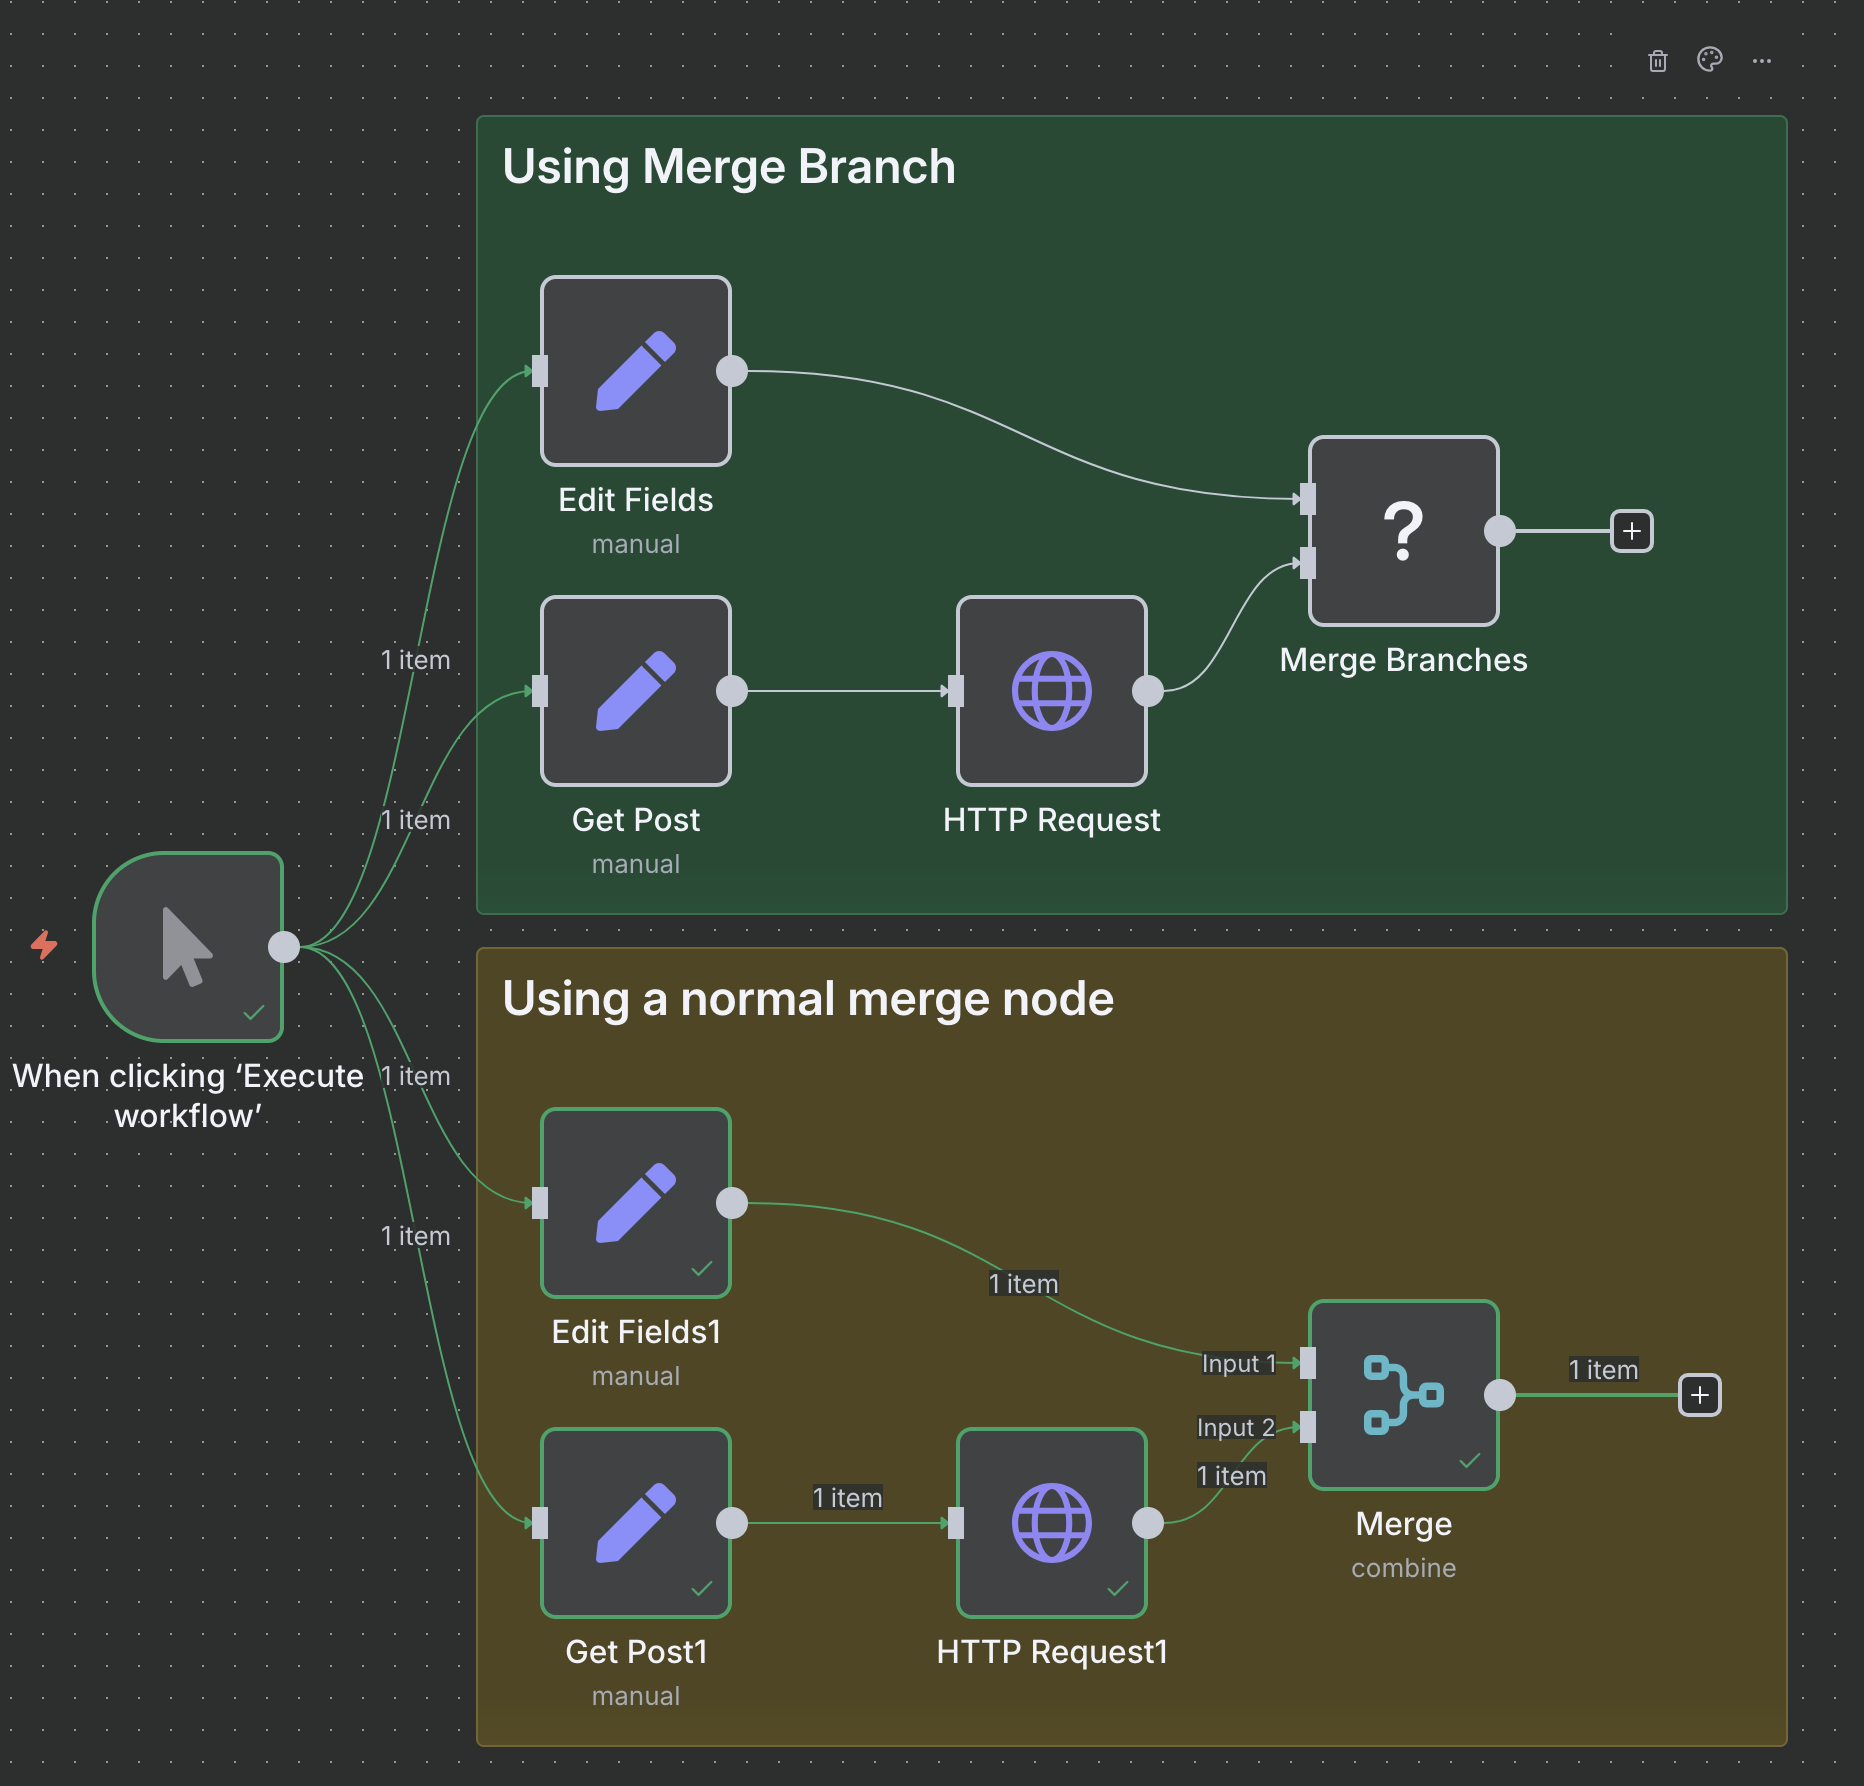 Using Merge Branch
Edit Fields
manual
?
Merge Branches
1 item
Get Post
manual
HTTP Request
1 item
When clicking ‘Execute
workflow’
1 item
1 item
Using a normal merge node
Edit Fields1
manual
1 item
Input 1
Input 2
1 item
1 item
Merge
combine
Get Post1
manual
1 item
HTTP Request1